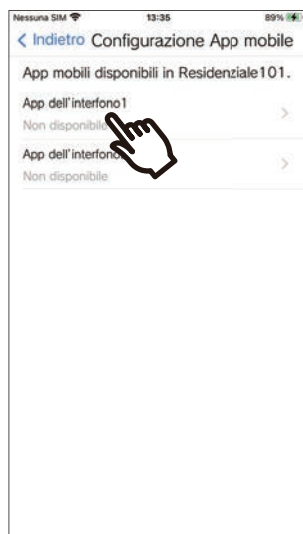 Nessuna SIM 13:35 89%
< Indietro Configurazione App mobile
App mobili disponibili in Residenziale101.
App dell'interfono1
Non disponibile
App dell'interfono
Non disponibile